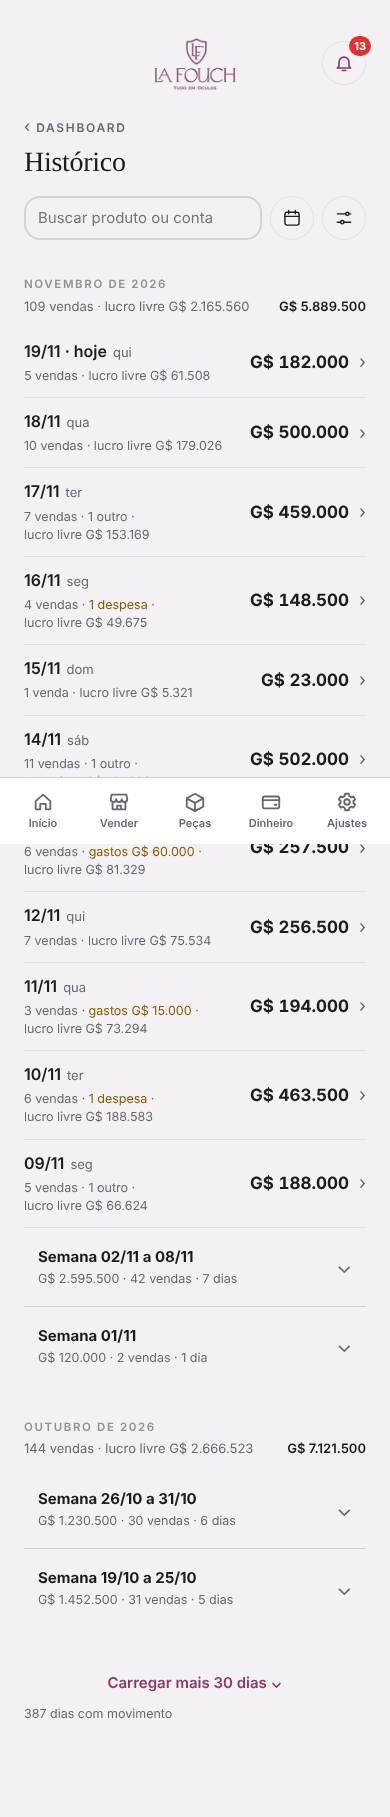 LA FOUCH
TUDO EM ÓCULOS
13
‹ DASHBOARD
Histórico
Buscar produto ou conta
NOVEMBRO DE 2026
109 vendas · lucro livre G$ 2.165.560 G$ 5.889.500
19/11 · hoje qui
5 vendas · lucro livre G$ 61.508
G$ 182.000 ›
18/11 qua
10 vendas · lucro livre G$ 179.026
G$ 500.000 ›
17/11 ter
7 vendas · 1 outro ·
lucro livre G$ 153.169
G$ 459.000 ›
16/11 seg
4 vendas · 1 despesa ·
lucro livre G$ 49.675
G$ 148.500 ›
15/11 dom
1 venda · lucro livre G$ 5.321
G$ 23.000 ›
14/11 sáb
11 vendas · 1 outro ·
G$ 502.000 ›
Início Vender Peças Dinheiro Ajustes
6 vendas · gastos G$ 60.000 ·
lucro livre G$ 81.329
G$ 257.500 ›
12/11 qui
7 vendas · lucro livre G$ 75.534
G$ 256.500 ›
11/11 qua
3 vendas · gastos G$ 15.000 ·
lucro livre G$ 73.294
G$ 194.000 ›
10/11 ter
6 vendas · 1 despesa ·
lucro livre G$ 188.583
G$ 463.500 ›
09/11 seg
5 vendas · 1 outro ·
lucro livre G$ 66.624
G$ 188.000 ›
Semana 02/11 a 08/11
G$ 2.595.500 · 42 vendas · 7 dias
Semana 01/11
G$ 120.000 · 2 vendas · 1 dia
OUTUBRO DE 2026
144 vendas · lucro livre G$ 2.666.523 G$ 7.121.500
Semana 26/10 a 31/10
G$ 1.230.500 · 30 vendas · 6 dias
Semana 19/10 a 25/10
G$ 1.452.500 · 31 vendas · 5 dias
Carregar mais 30 dias
387 dias com movimento